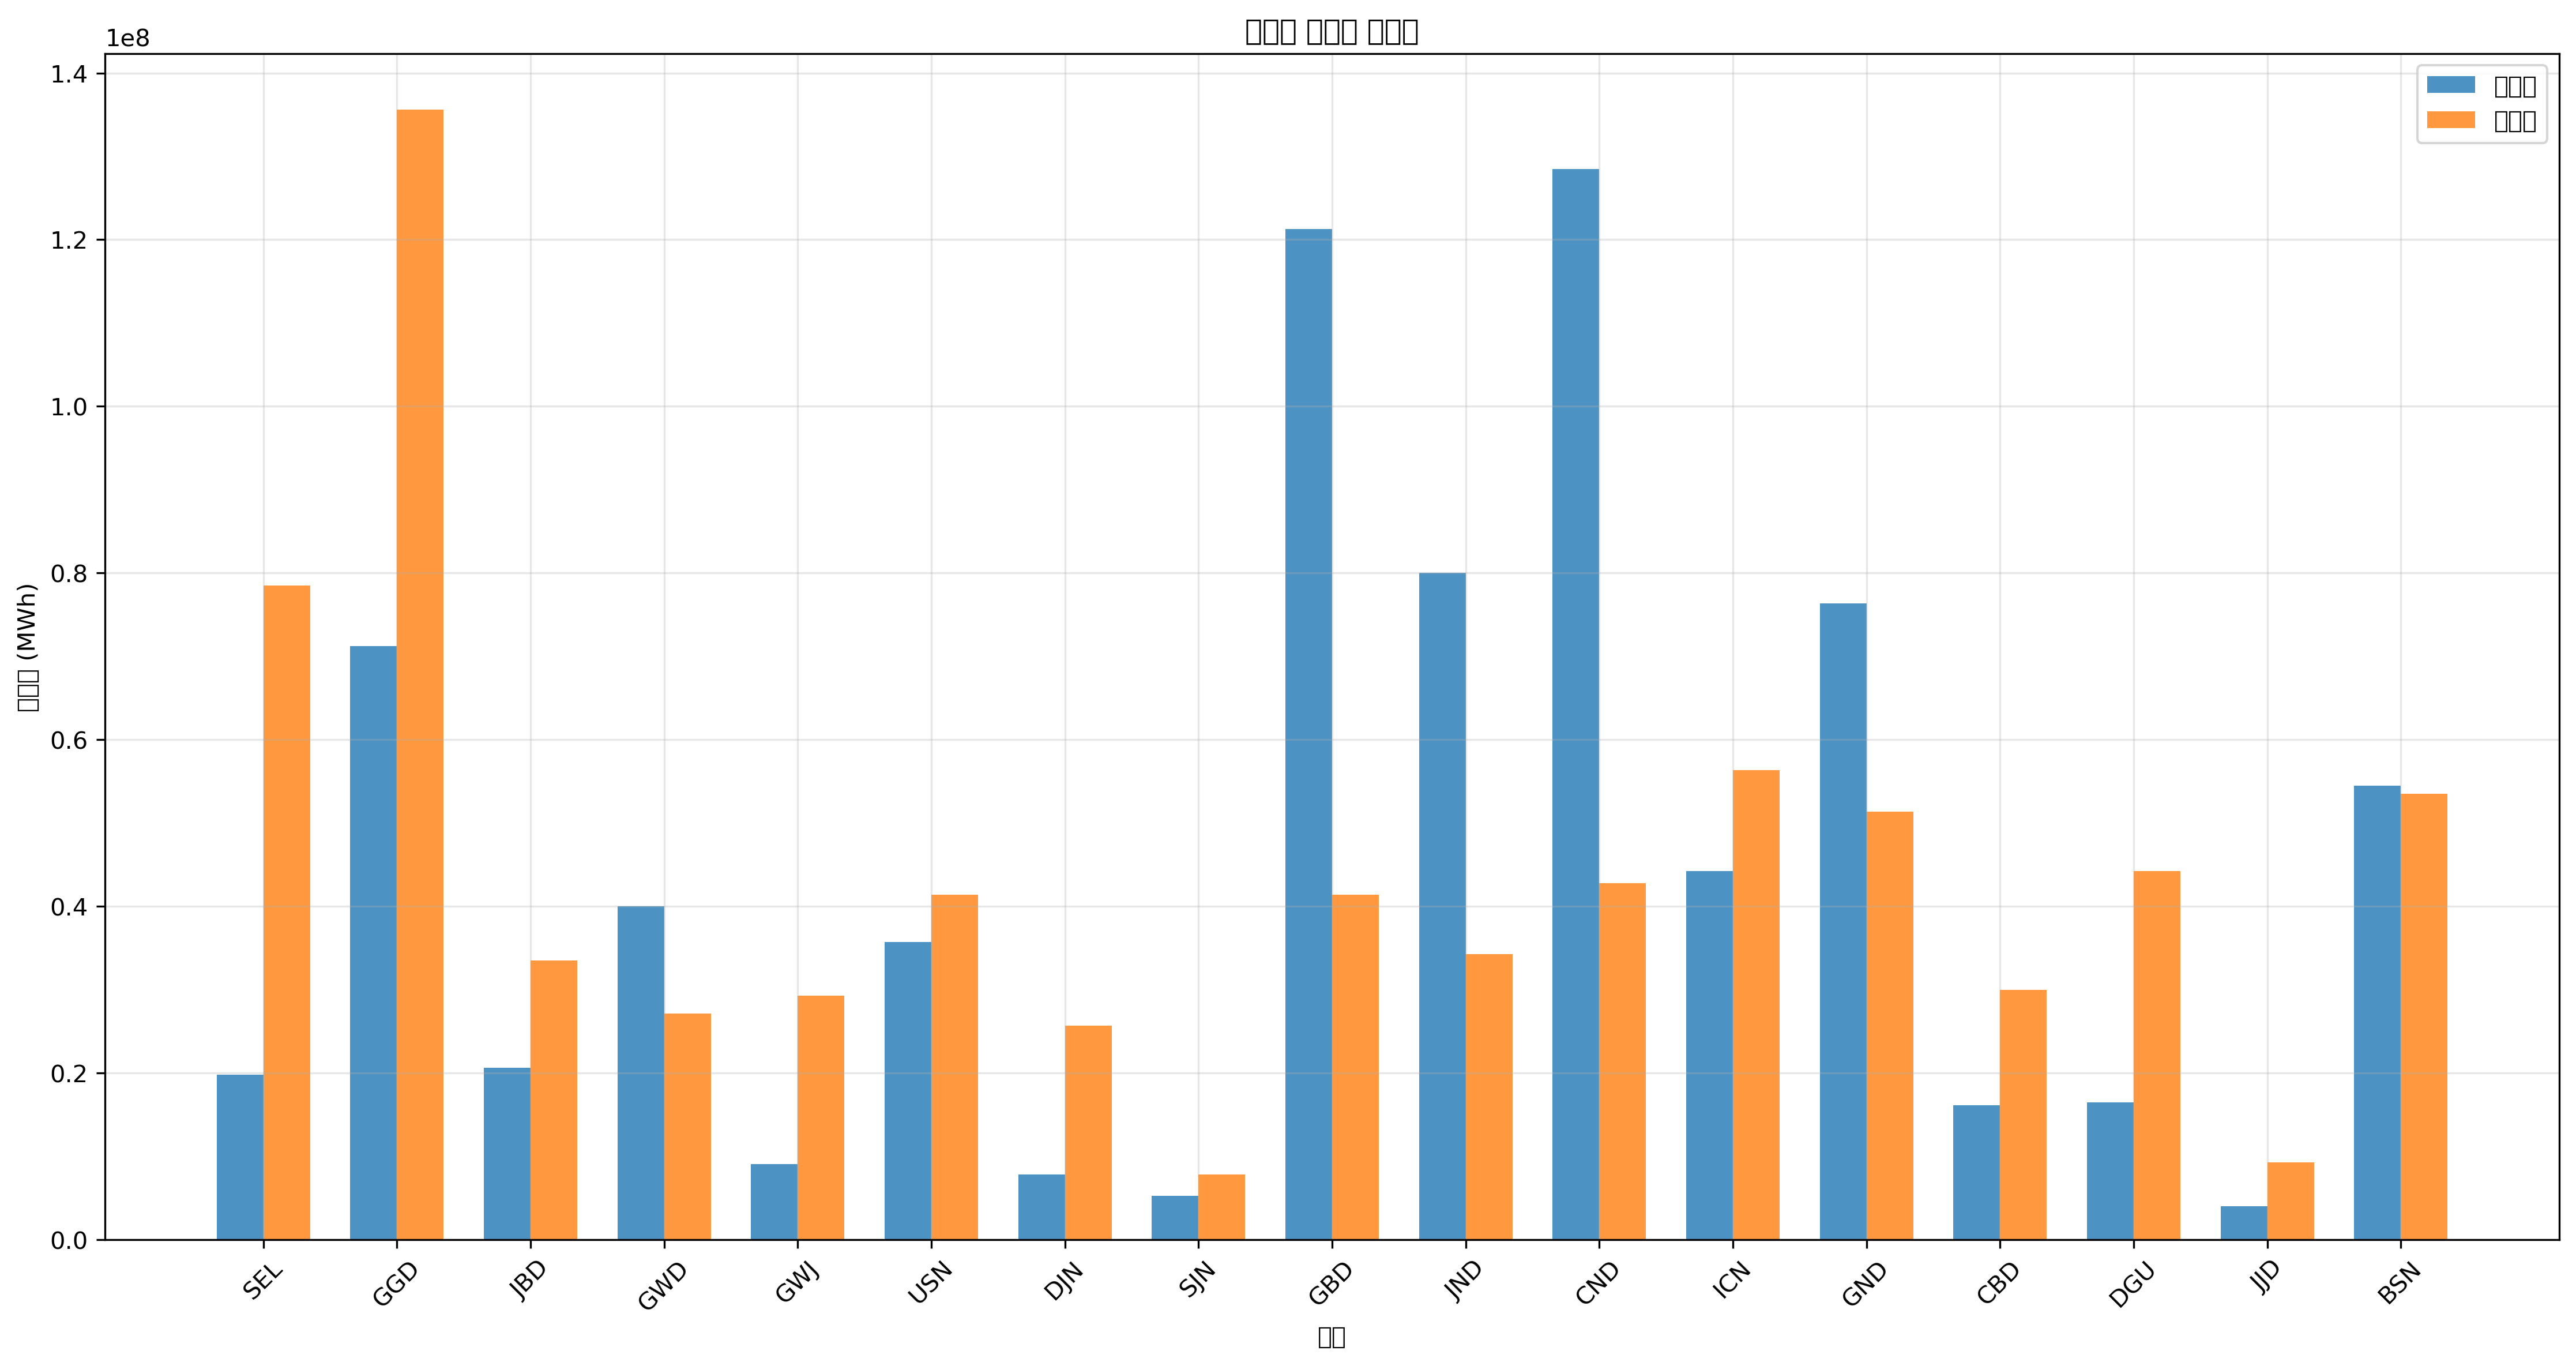 1e8
1.4
1.2
1.0
0.8
0.6
0.4
0.2
0.0
(MWh)
SEL
GGD
JBD
GWD
GWJ
USN
DJN
SJN
GBD
JND
CND
ICN
GND
CBD
DGU
JJD
BSN